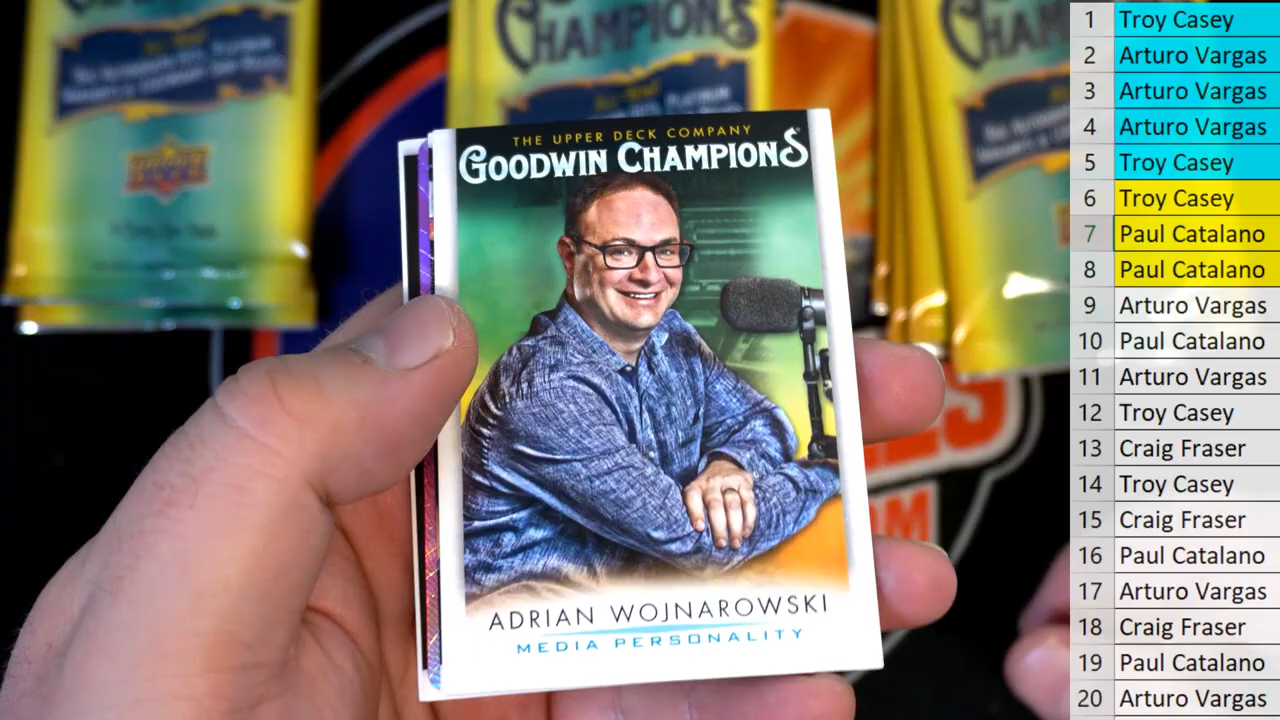 CHAMPIONS
THE UPPER DECK COMPANY
GOODWIN CHAMPIONS
ADRIAN WOJNAROWSKI
MEDIA PERSONALITY
1 Troy Casey
2 Arturo Vargas
3 Arturo Vargas
4 Arturo Vargas
5 Troy Casey
6 Troy Casey
7 Paul Catalano
8 Paul Catalano
9 Arturo Vargas
10 Paul Catalano
11 Arturo Vargas
12 Troy Casey
13 Craig Fraser
14 Troy Casey
15 Craig Fraser
16 Paul Catalano
17 Arturo Vargas
18 Craig Fraser
19 Paul Catalano
20 Arturo Vargas